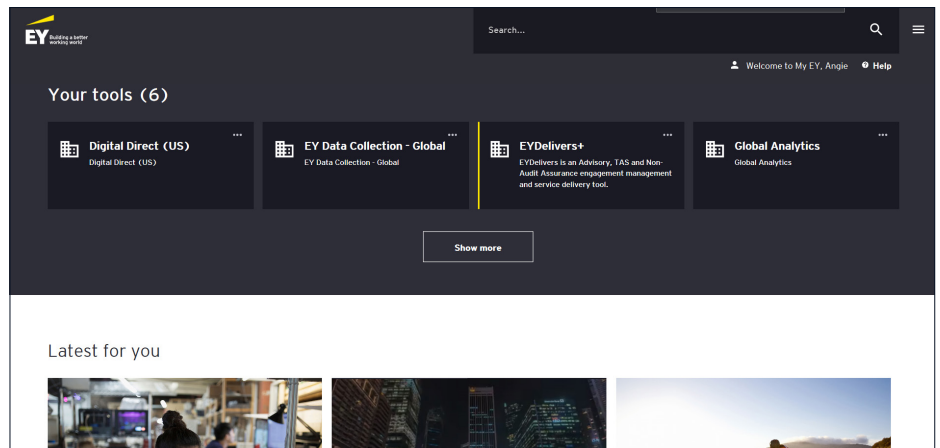 EY Building a better
working world
Search...
Welcome to My EY, Angie
Help
Your tools (6)
Digital Direct (US)
Digital Direct (US)
EY Data Collection - Global
EY Data Collection - Global
EYDelivers+
EYDelivers is an Advisory, TAS and Non-
Audit Assurance engagement management
and service delivery tool.
Global Analytics
Global Analytics
Show more
Latest for you